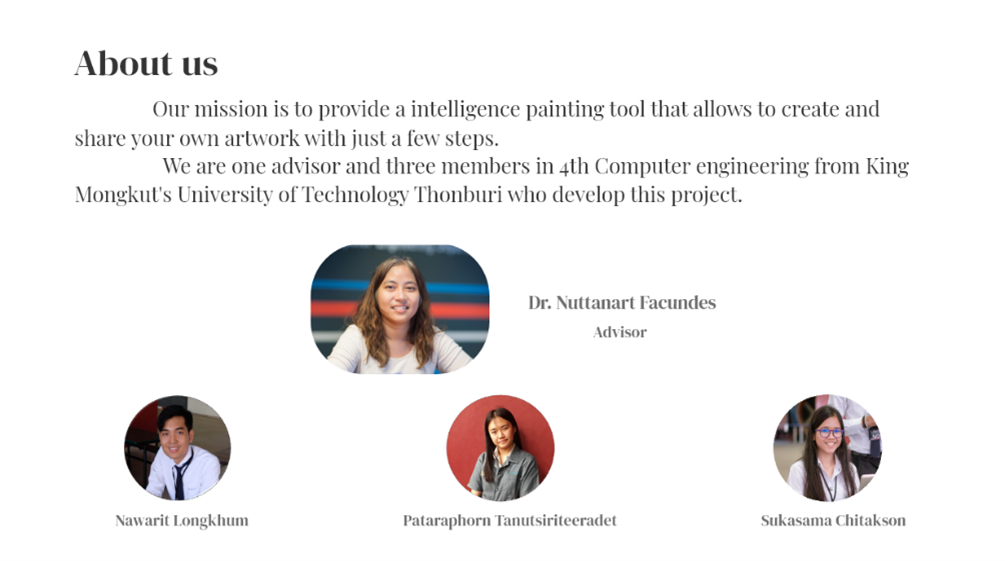 About us
Our mission is to provide a intelligence painting tool that allows to create and
share your own artwork with just a few steps.
We are one advisor and three members in 4th Computer engineering from King
Mongkut's University of Technology Thonburi who develop this project.
Dr. Nuttanart Facundes
Advisor
Nawarit Longkhum
Pataraphorn Tanutsiriteeradet
Sukasama Chitakson